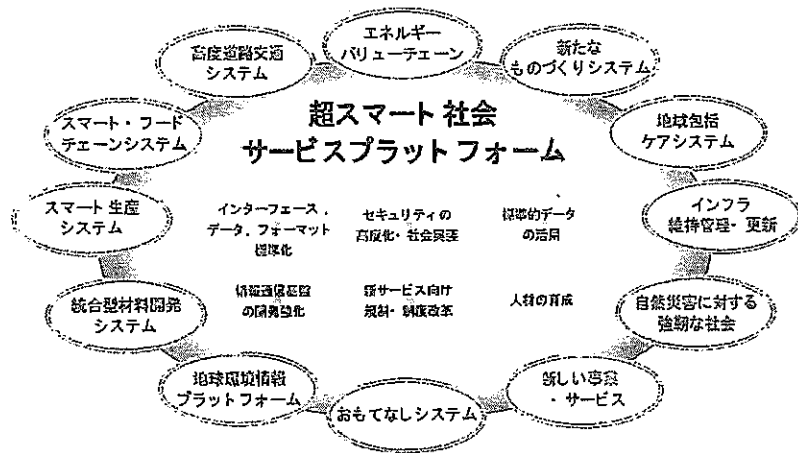 エネルギー
バリューチェーン
高度道路交通
システム
新たな
ものづくりシステム
超スマート社会
サービスプラットフォーム
スマート・フード
チェーンシステム
地球包括
ケアシステム
スマート生産
システム
インターフェース,
データ, フォーマット
標準化
セキュリティの
高度化・社会実装
標準的データ
の活用
インフラ
維持管理・更新
統合型材料開発
システム
情報通信基盤
の開発強化
新サービス向け
規制・制度改革
人材の育成
自然災害に対する
強靭な社会
地球環境情報
プラットフォーム
おもてなしシステム
新しい事業
・サービス